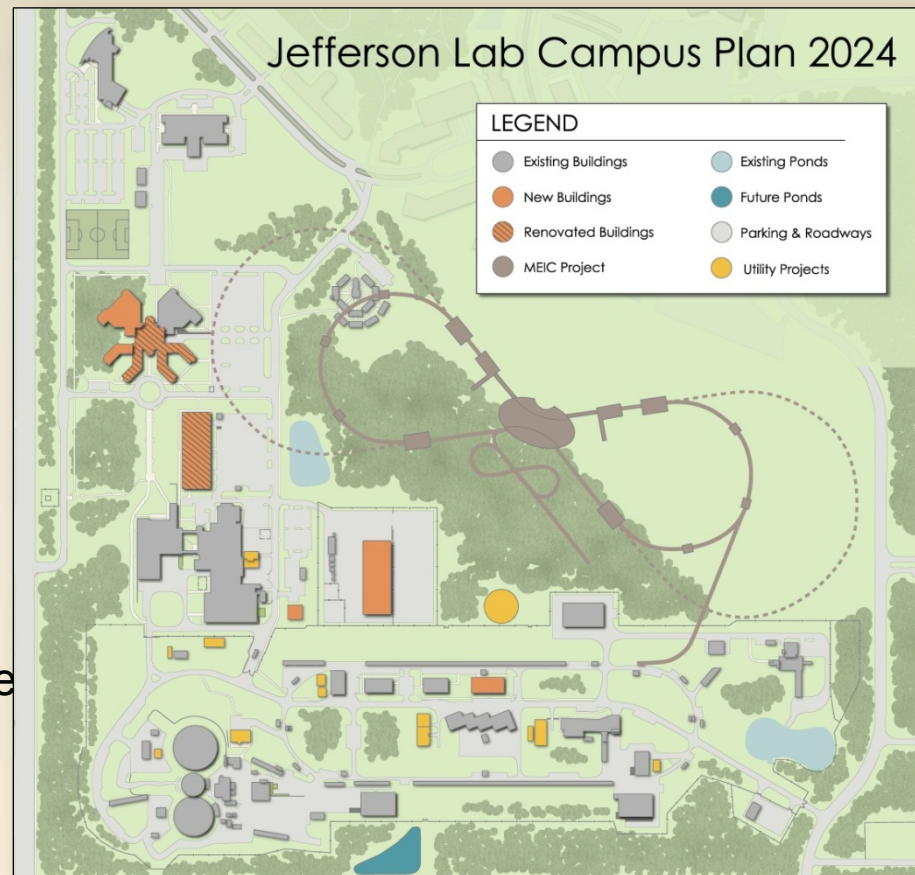 Jefferson Lab Campus Plan 2024
LEGEND
Existing Buildings
New Buildings
Renovated Buildings
MEIC Project
Existing Ponds
Future Ponds
Parking & Roadways
Utility Projects
e